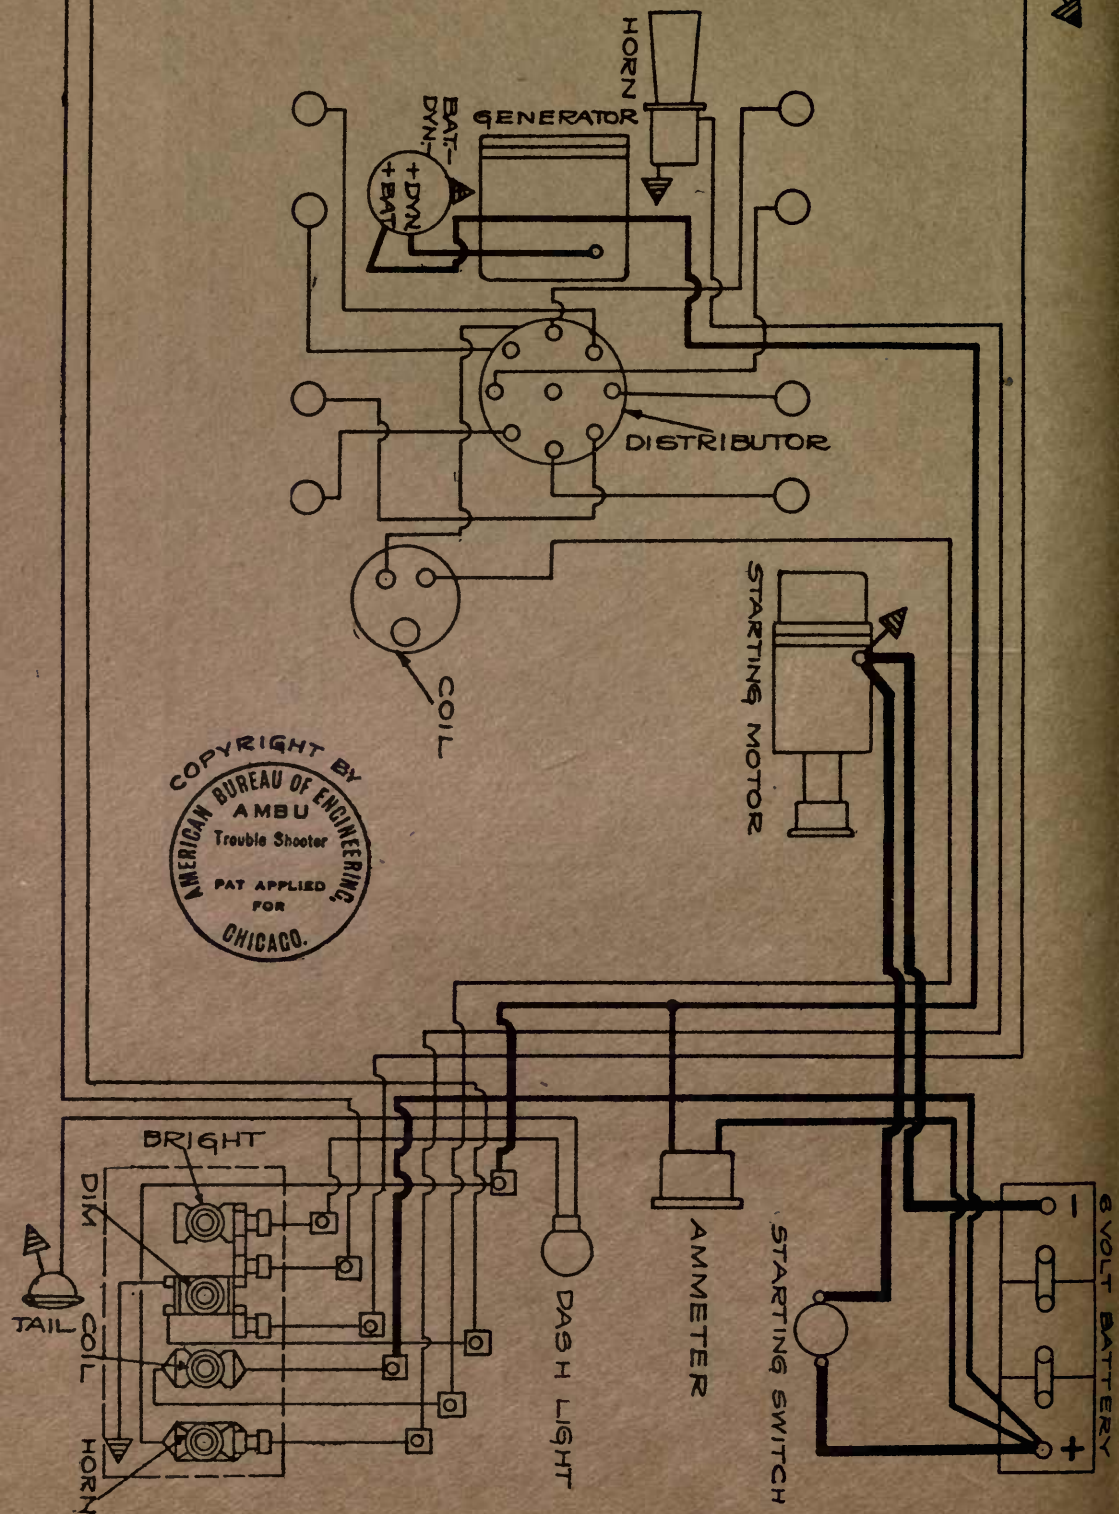 HORN
GENERATOR
BAT.-
DYN.-
+ DYN
+ BAT
DISTRIBUTOR
COIL
STARTING MOTOR
COPYRIGHT BY
AMERICAN BUREAU OF ENGINEERING,
AMBU
Trouble Shooter
PAT APPLIED
FOR
CHICAGO.
BRIGHT
DIM
COIL
HORN
TAIL
DASH LIGHT
AMMETER
STARTING SWITCH
6 VOLT BATTERY
-
+